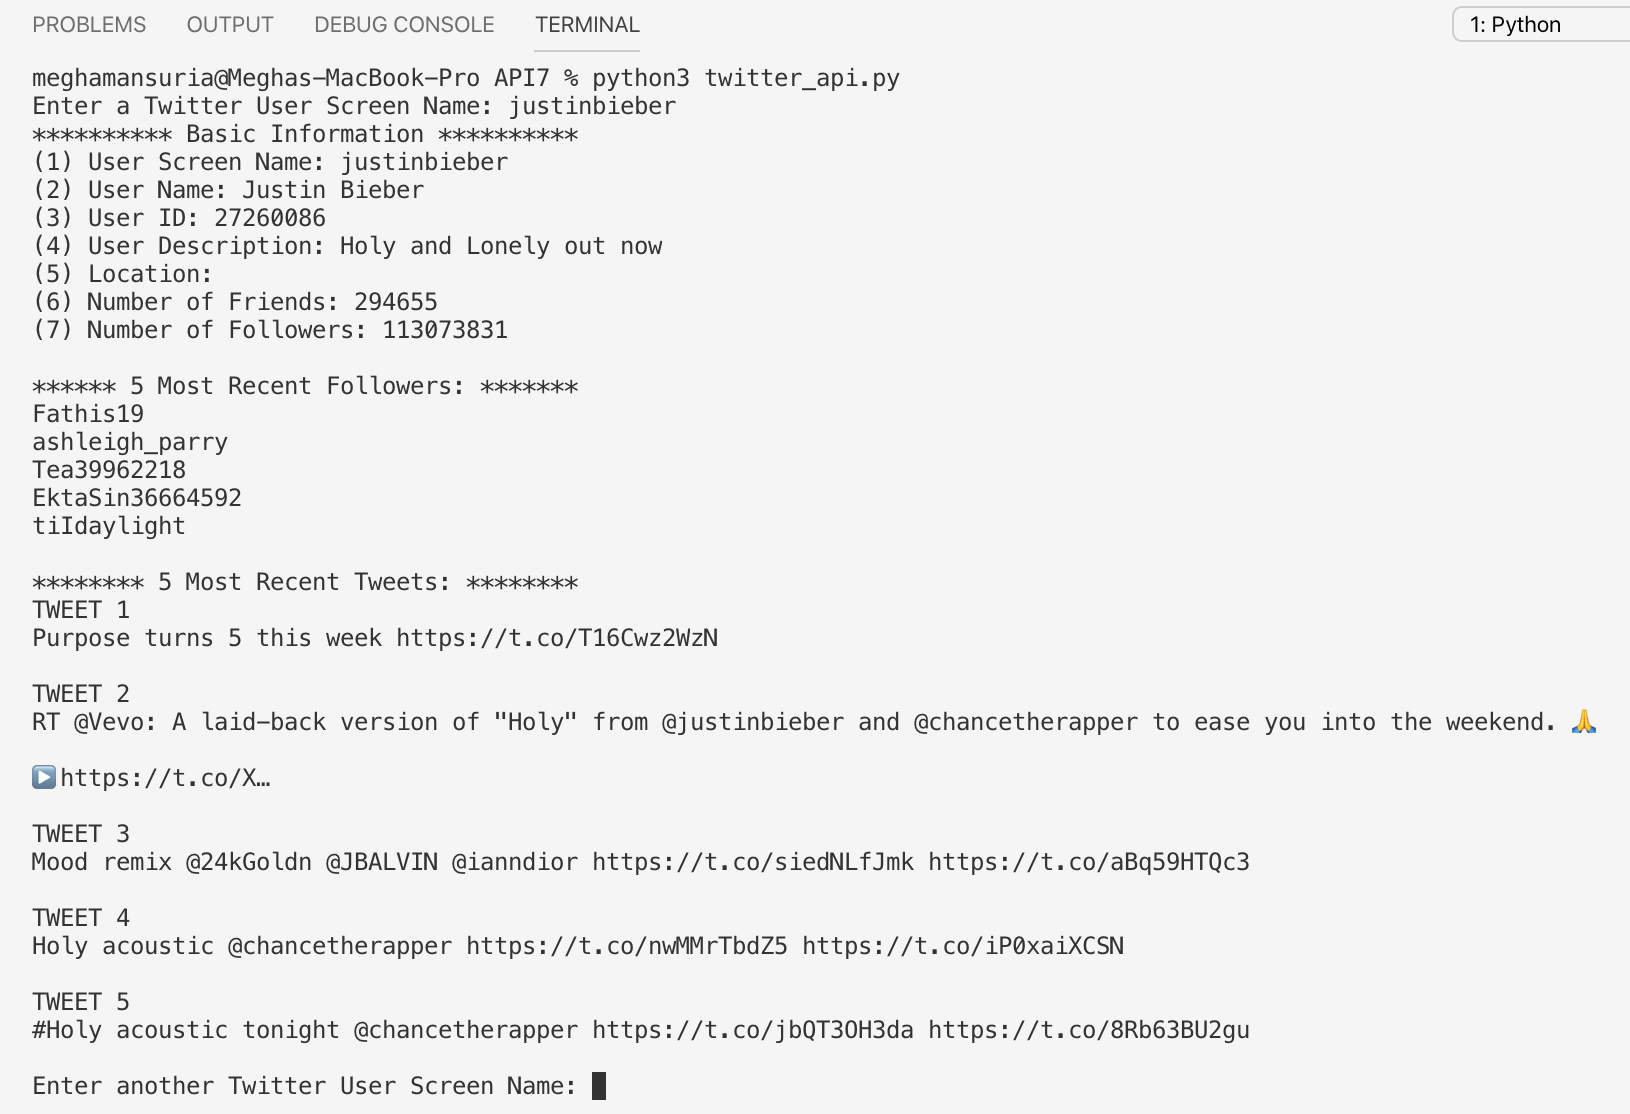 PROBLEMS OUTPUT DEBUG CONSOLE TERMINAL 1: Python
meghamansuria@Meghas-MacBook-Pro API7 % python3 twitter_api.py
Enter a Twitter User Screen Name: justinbieber
********** Basic Information **********
(1) User Screen Name: justinbieber
(2) User Name: Justin Bieber
(3) User ID: 27260086
(4) User Description: Holy and Lonely out now
(5) Location:
(6) Number of Friends: 294655
(7) Number of Followers: 113073831
****** 5 Most Recent Followers: *******
Fathis19
ashleigh_parry
Tea39962218
EktaSin36664592
tiIdaylight
******** 5 Most Recent Tweets: ********
TWEET 1
Purpose turns 5 this week https://t.co/T16Cwz2WzN
TWEET 2
RT @Vevo: A laid-back version of "Holy" from @justinbieber and @chancetherapper to ease you into the weekend. 🙏
▶️https://t.co/X…
TWEET 3
Mood remix @24kGoldn @JBALVIN @ianndior https://t.co/siedNLfJmk https://t.co/aBq59HTQc3
TWEET 4
Holy acoustic @chancetherapper https://t.co/nwMMrTbdZ5 https://t.co/iP0xaiXCSN
TWEET 5
#Holy acoustic tonight @chancetherapper https://t.co/jbQT3OH3da https://t.co/8Rb63BU2gu
Enter another Twitter User Screen Name: